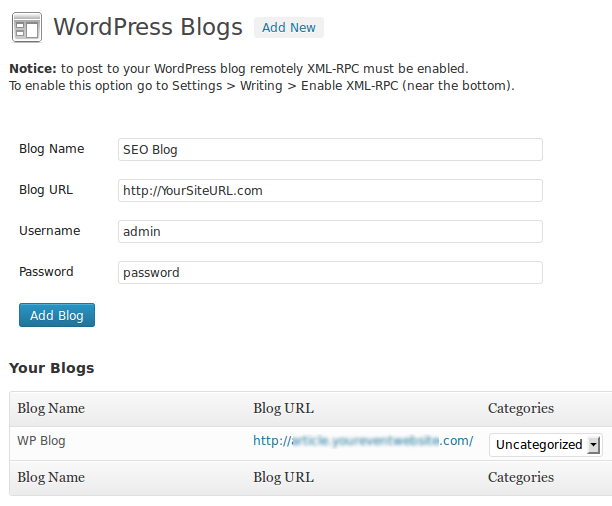 WordPress Blogs Add New
Notice: to post to your WordPress blog remotely XML-RPC must be enabled.
To enable this option go to Settings > Writing > Enable XML-RPC (near the bottom).
Blog Name SEO Blog
Blog URL http://YourSiteURL.com
Username admin
Password password
Add Blog
Your Blogs
Blog Name Blog URL Categories
WP Blog http:// .com/ Uncategorized
Blog Name Blog URL Categories